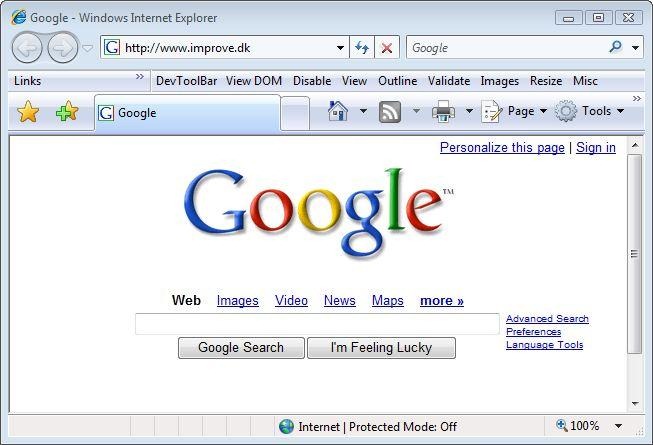 Google - Windows Internet Explorer
http://www.improve.dk Google
Links » DevToolBar View DOM Disable View Outline Validate Images Resize Misc
Google Page Tools »
Personalize this page | Sign in
Google™
Web Images Video News Maps more »
Advanced Search
Preferences
Language Tools
Google Search I'm Feeling Lucky
Internet | Protected Mode: Off 100%